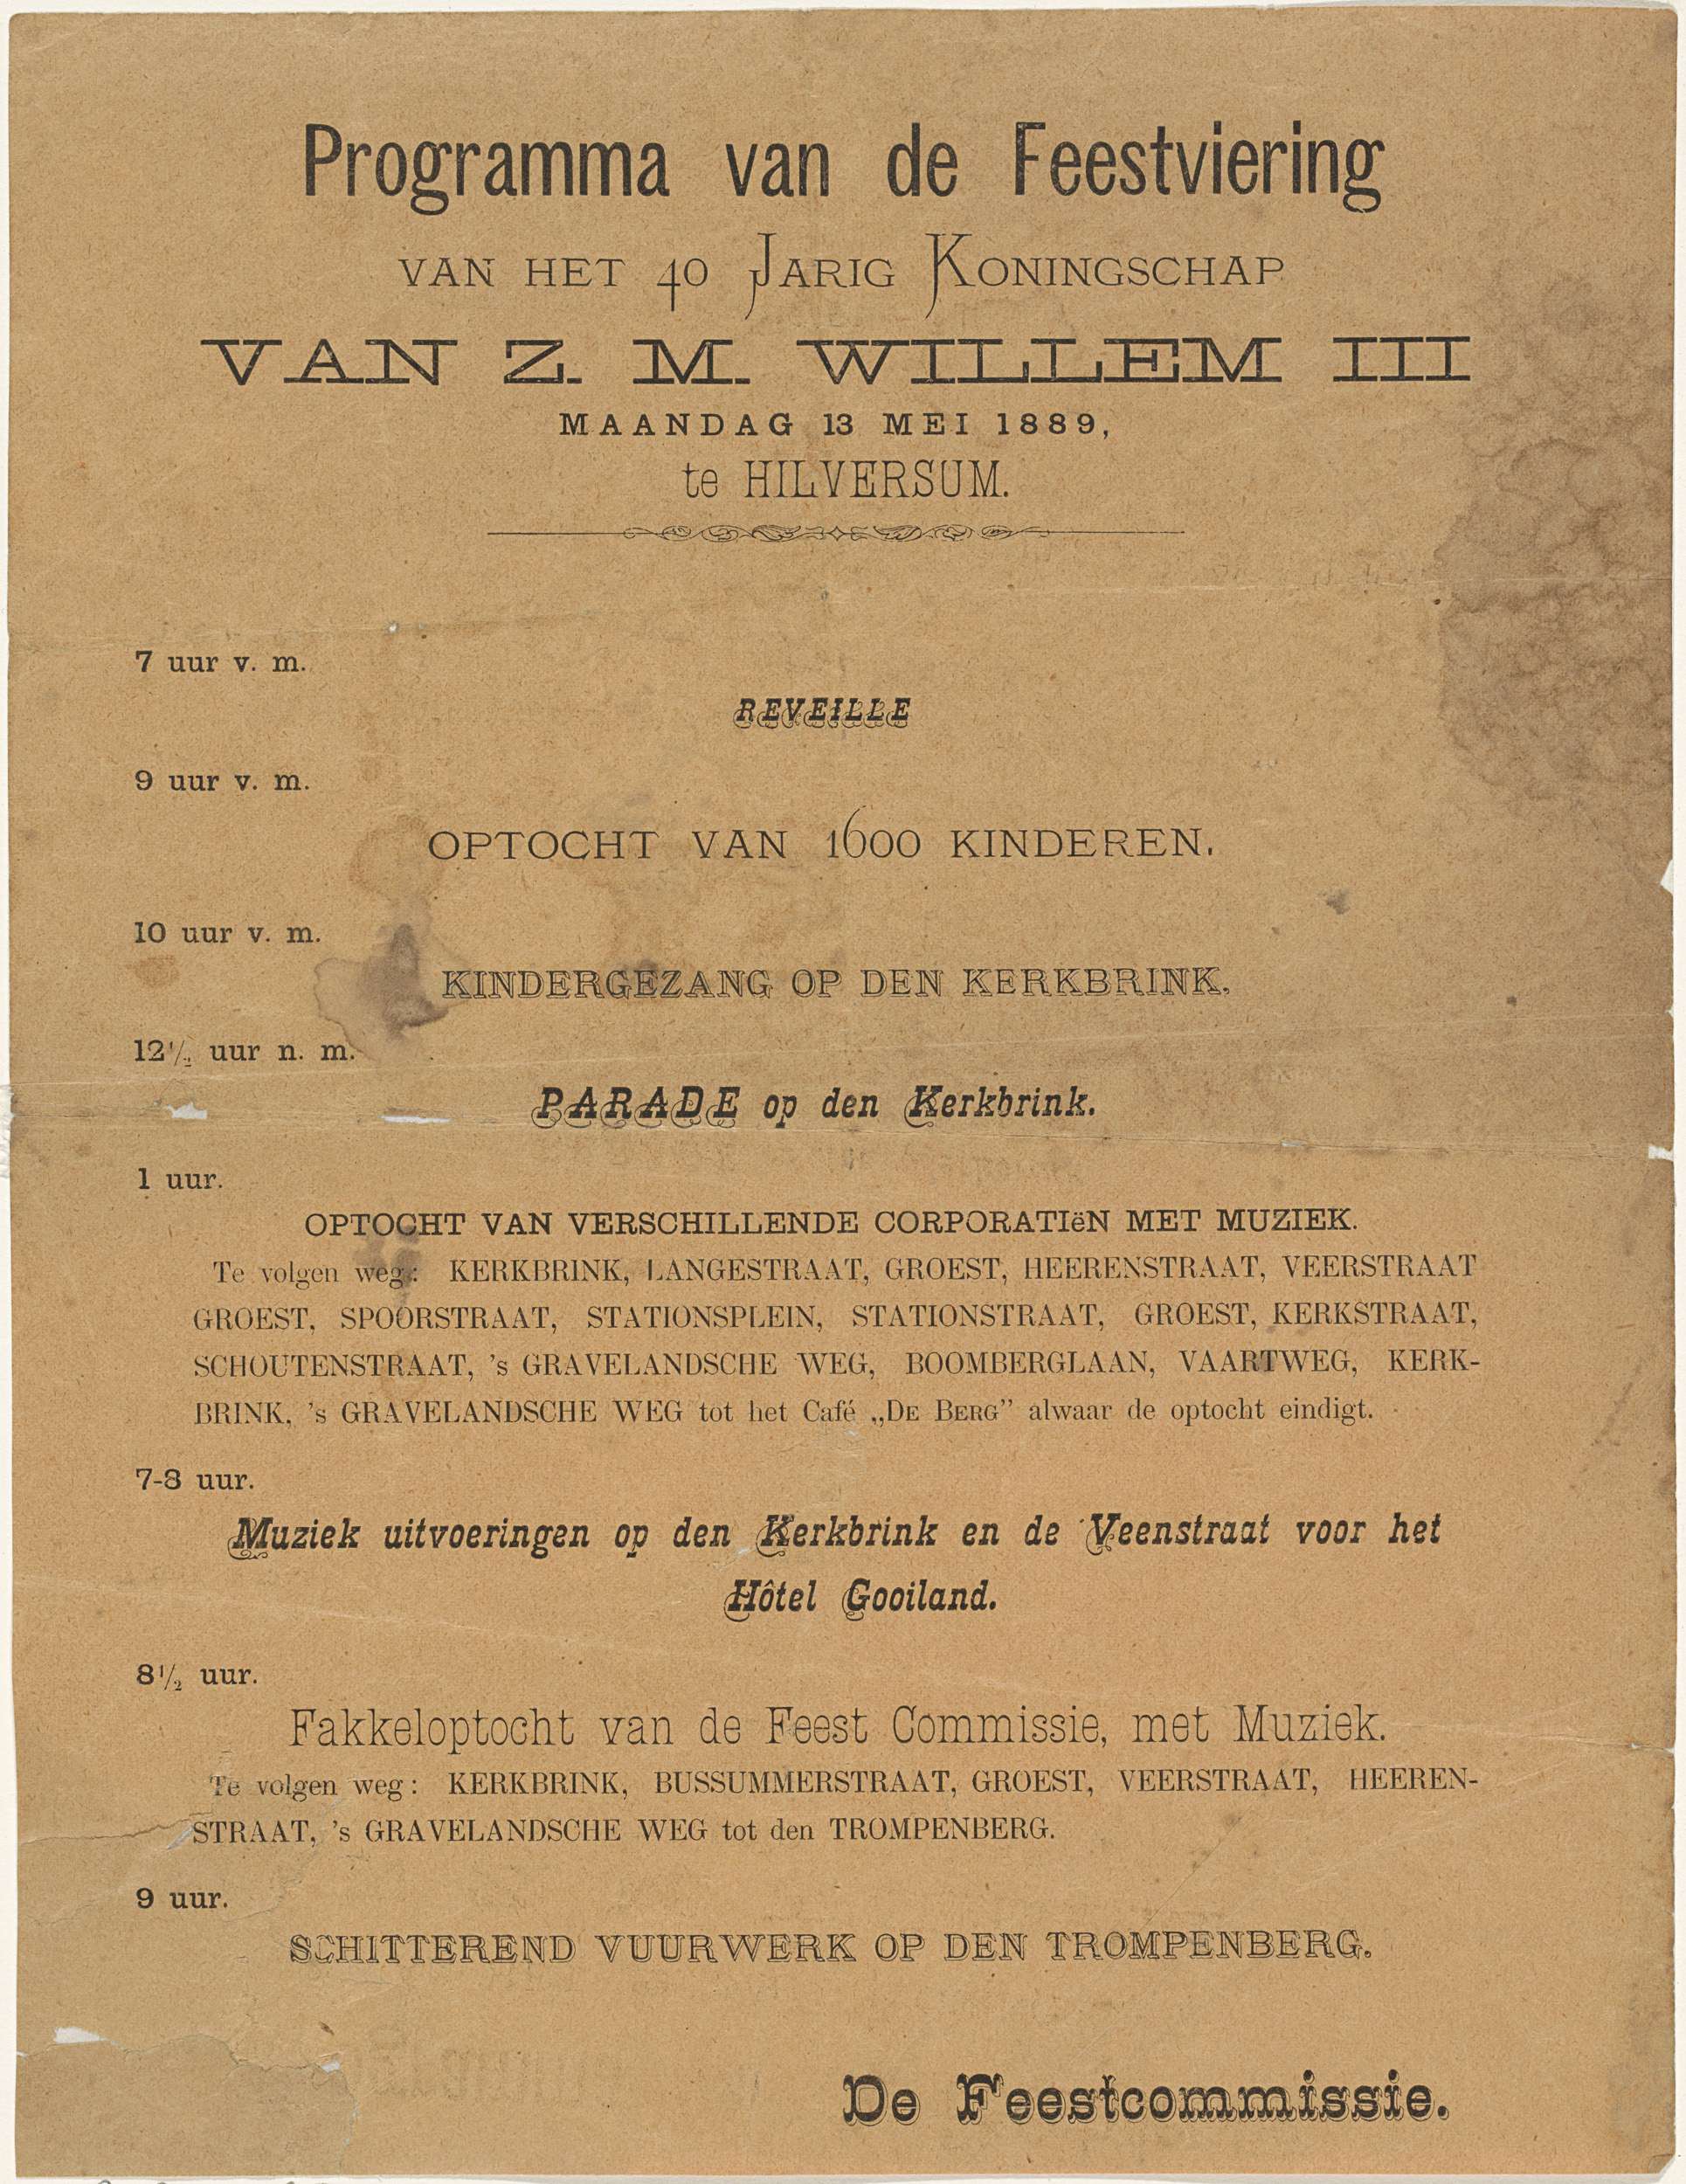 Programma van de Feestviering
VAN HET 40 JARIG KONINGSCHAP
VAN Z. M. WILLEM III
MAANDAG 13 MEI 1889,
te HILVERSUM.
7 uur v. m.
REVEILLE
9 uur v. m.
OPTOCHT VAN 1600 KINDEREN.
10 uur v. m.
KINDERGEZANG OP DEN KERKBRINK.
12½ uur n. m.
PARADE op den Kerkbrink.
1 uur.
OPTOCHT VAN VERSCHILLENDE CORPORATIëN MET MUZIEK.
Te volgen weg: KERKBRINK, LANGESTRAAT, GROEST, HEERENSTRAAT, VEERSTRAAT
GROEST, SPOORSTRAAT, STATIONSPLEIN, STATIONSTRAAT, GROEST, KERKSTRAAT,
SCHOUTENSTRAAT, 's GRAVELANDSCHE WEG, BOOMBERGLAAN, VAARTWEG, KERK-
BRINK, 's GRAVELANDSCHE WEG tot het Café „DE BERG” alwaar de optocht eindigt.
7-8 uur.
Muziek uitvoeringen op den Kerkbrink en de Veenstraat voor het
Hôtel Gooiland.
8½ uur.
Fakkeloptocht van de Feest Commissie, met Muziek.
Te volgen weg: KERKBRINK, BUSSUMMERSTRAAT, GROEST, VEERSTRAAT, HEEREN-
STRAAT, 's GRAVELANDSCHE WEG tot den TROMPENBERG.
9 uur.
SCHITTEREND VUURWERK OP DEN TROMPENBERG.
De Feestcommissie.